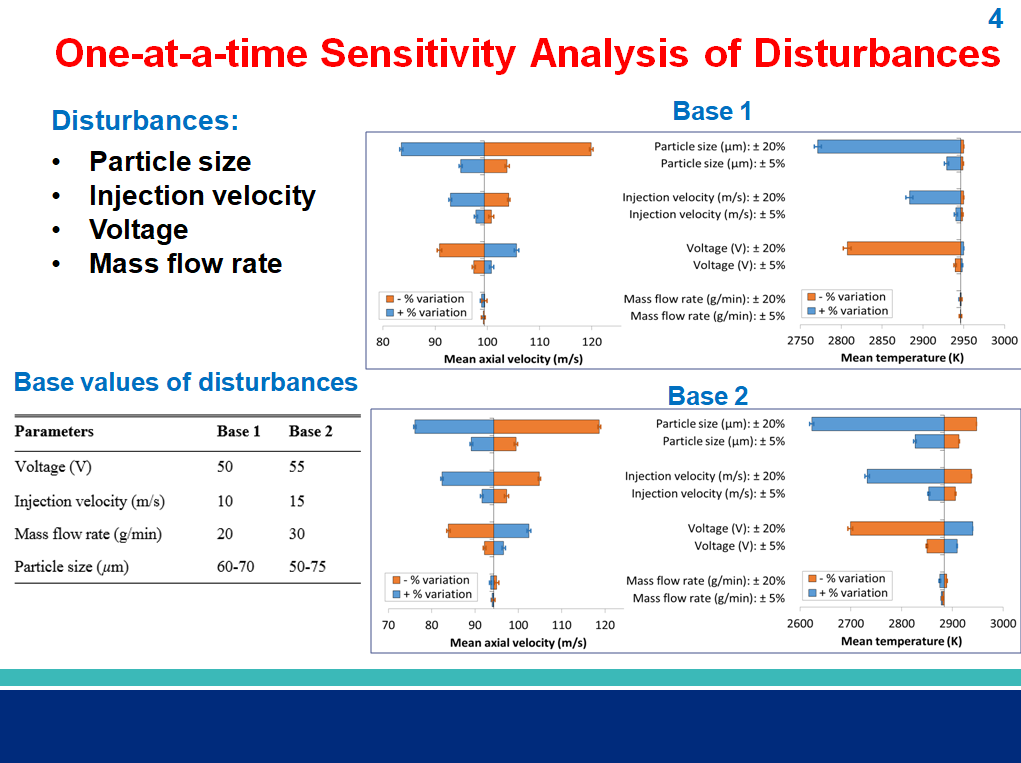 4
One-at-a-time Sensitivity Analysis of Disturbances
Disturbances:
• Particle size
• Injection velocity
• Voltage
• Mass flow rate
Base 1
Particle size (µm): ± 20%
Particle size (µm): ± 5%
Injection velocity (m/s): ± 20%
Injection velocity (m/s): ± 5%
Voltage (V): ± 20%
Voltage (V): ± 5%
Mass flow rate (g/min): ± 20%
Mass flow rate (g/min): ± 5%
- % variation
+ % variation
80 90 100 110 120
Mean axial velocity (m/s)
- % variation
+ % variation
2750 2800 2850 2900 2950 3000
Mean temperature (K)
Base values of disturbances
Parameters Base 1 Base 2
Voltage (V) 50 55
Injection velocity (m/s) 10 15
Mass flow rate (g/min) 20 30
Particle size (µm) 60-70 50-75
Base 2
Particle size (µm): ± 20%
Particle size (µm): ± 5%
Injection velocity (m/s): ± 20%
Injection velocity (m/s): ± 5%
Voltage (V): ± 20%
Voltage (V): ± 5%
Mass flow rate (g/min): ± 20%
Mass flow rate (g/min): ± 5%
- % variation
+ % variation
70 80 90 100 110 120
Mean axial velocity (m/s)
- % variation
+ % variation
2600 2700 2800 2900 3000
Mean temperature (K)